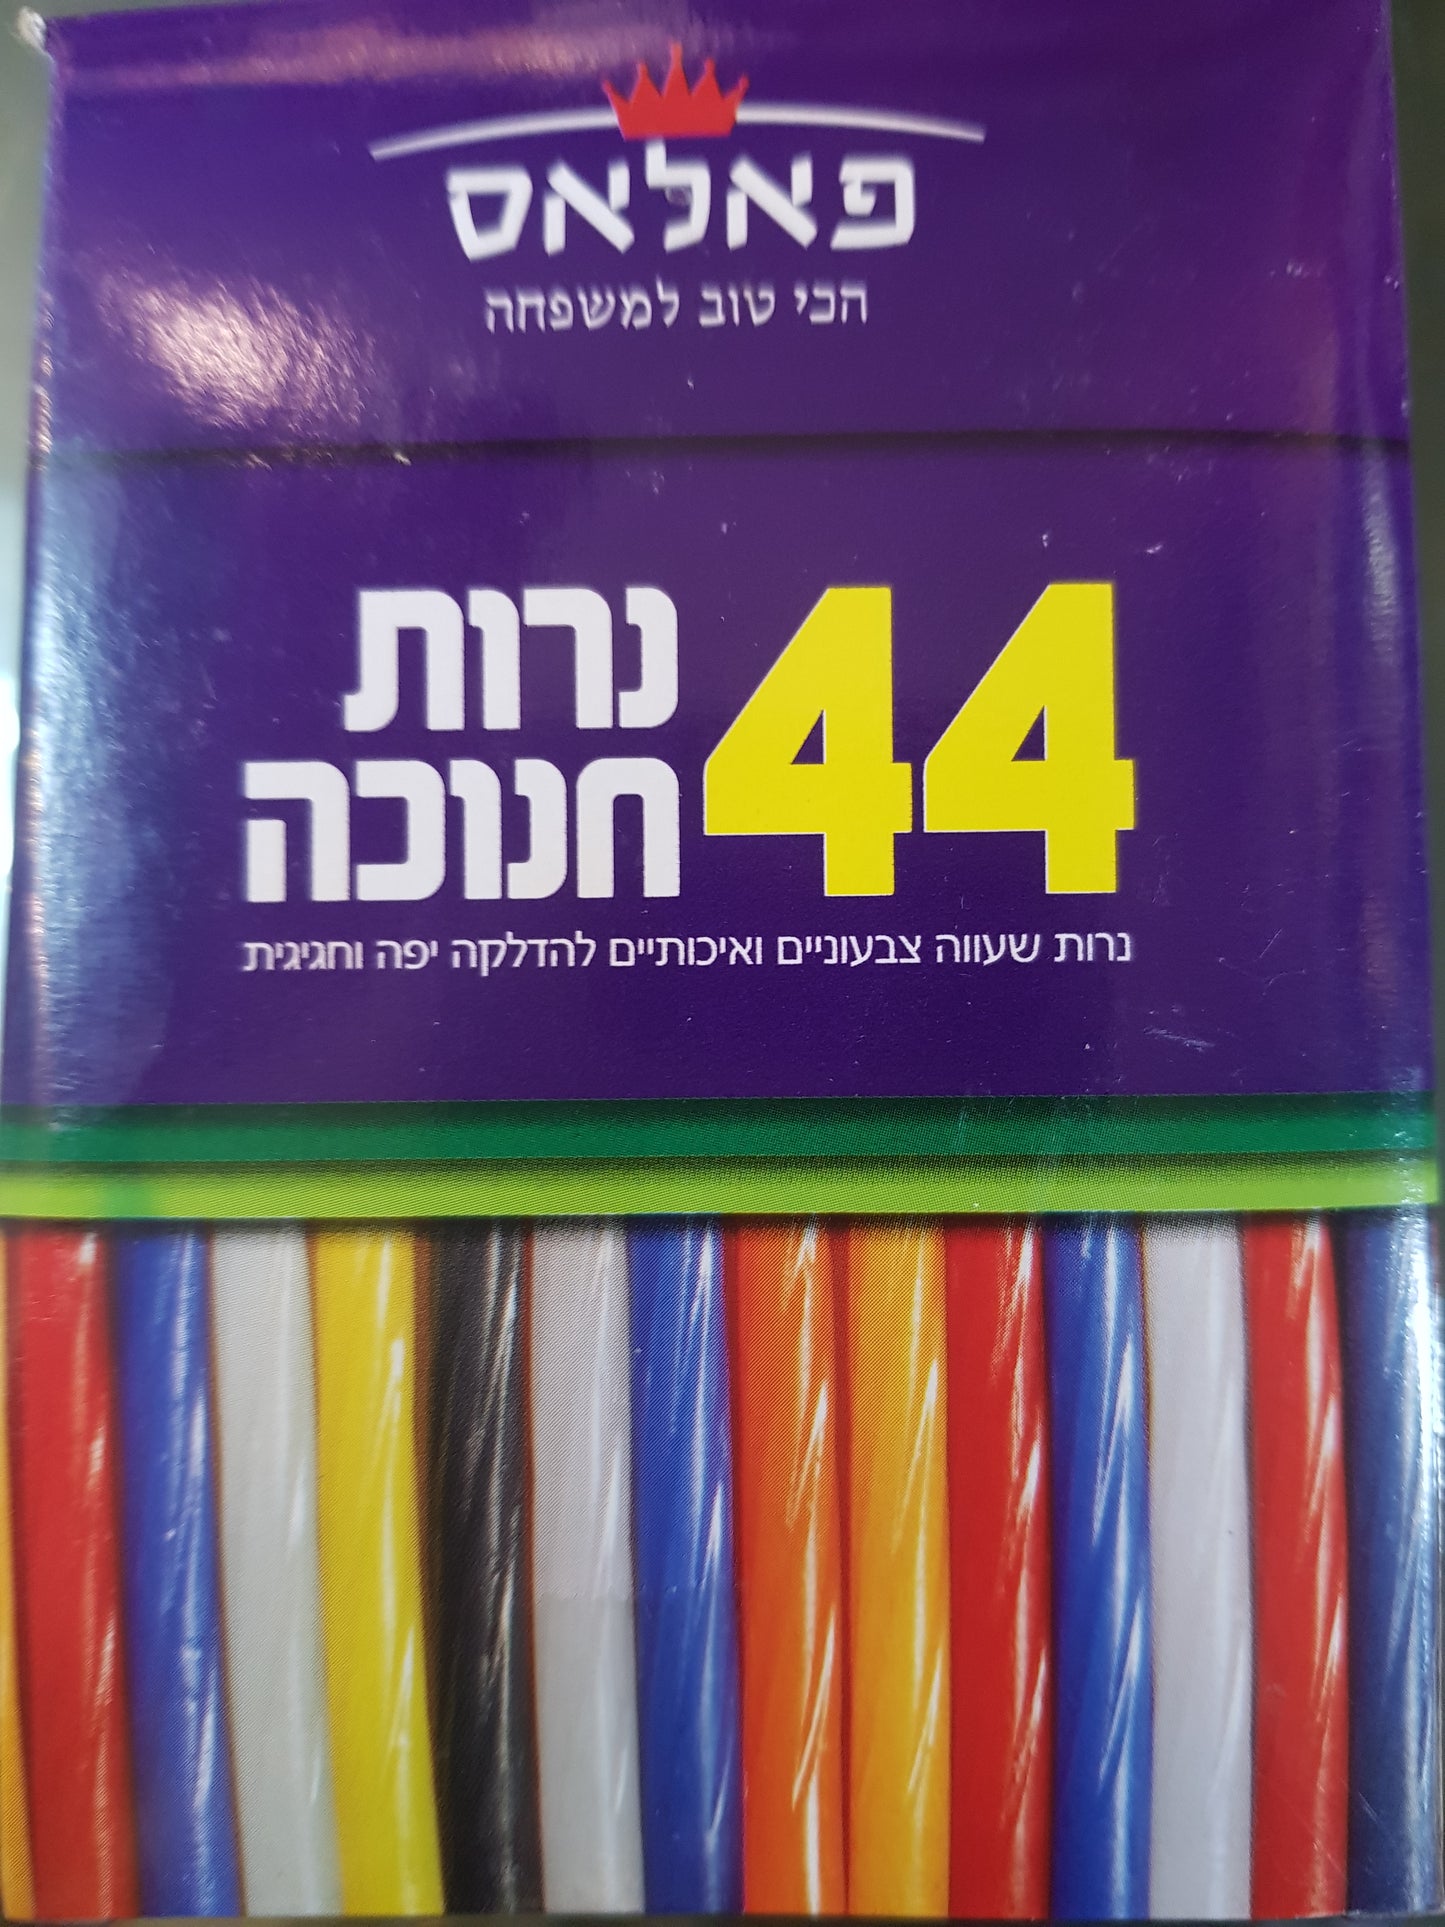 פאלאס
הכי טוב למשפחה
44 נרות
חנוכה
נרות שעווה צבעוניים ואיכותיים להדלקה יפה וחגיגית